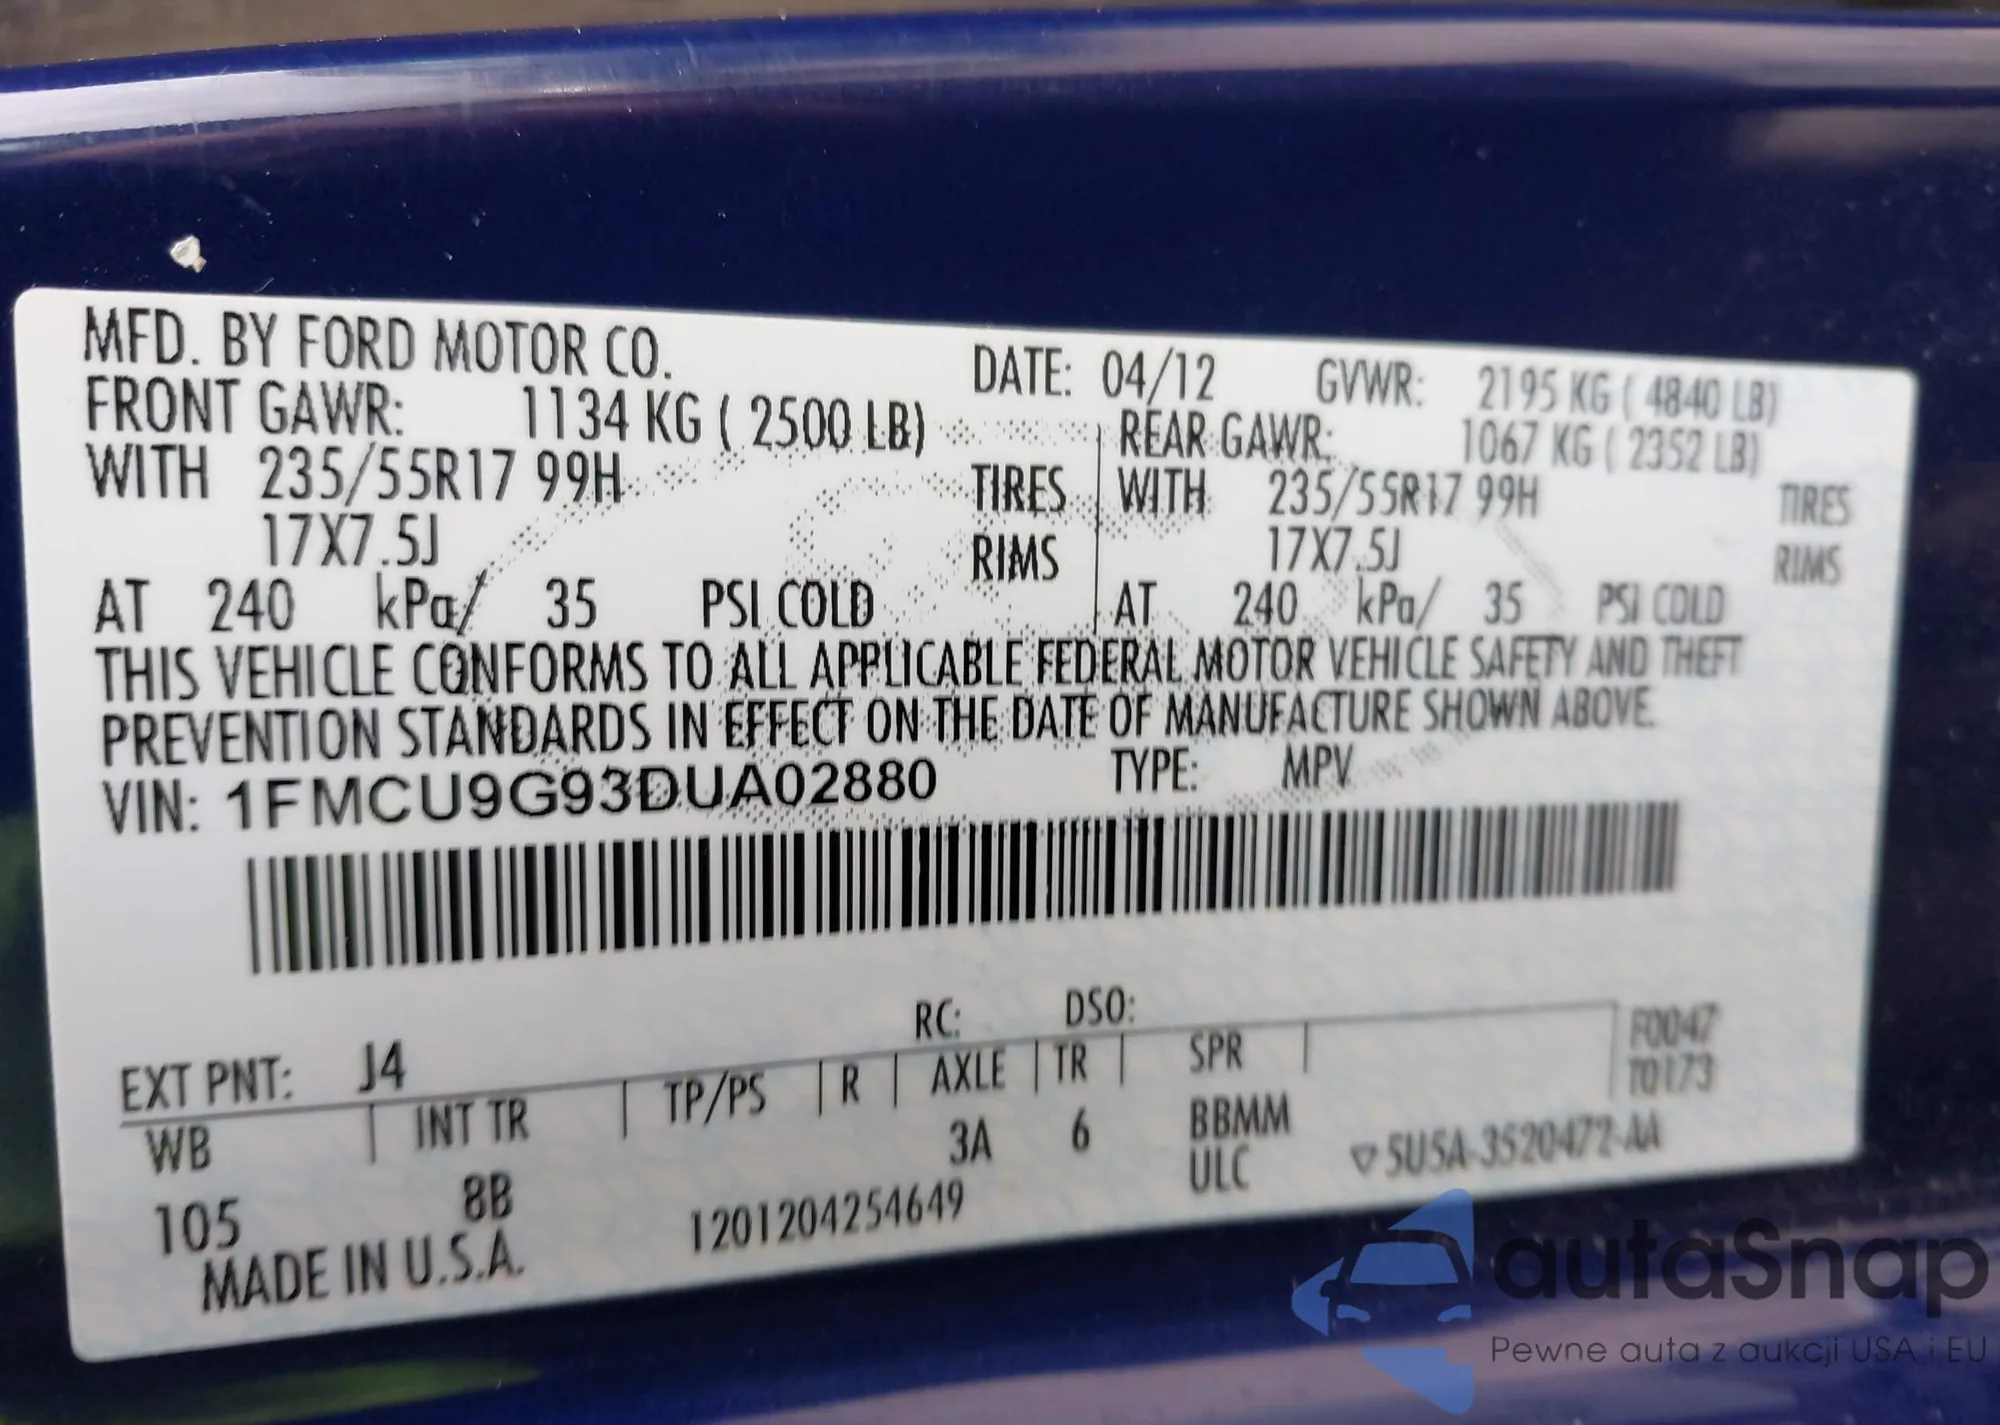 MFD. BY FORD MOTOR CO.
DATE: 04/12 GVWR: 2195 KG ( 4840 LB)
FRONT GAWR: 1134 KG ( 2500 LB)
REAR GAWR: 1067 KG ( 2352 LB)
WITH 235/55R17 99H TIRES
WITH 235/55R17 99H TIRES
17X7.5J RIMS
17X7.5J RIMS
AT 240 kPa/ 35 PSI COLD
AT 240 kPa/ 35 PSI COLD
THIS VEHICLE CONFORMS TO ALL APPLICABLE FEDERAL MOTOR VEHICLE SAFETY AND THEFT
PREVENTION STANDARDS IN EFFECT ON THE DATE OF MANUFACTURE SHOWN ABOVE.
VIN: 1FMCU9G93DUA02880 TYPE: MPV
RC: DSO:
EXT PNT: J4
F0047
T0173
WB INT TR TP/PS R AXLE TR SPR
105 8B 3A 6 BBMM
ULC
▽5U5A-3520472-AA
MADE IN U.S.A. 1201204254649
autaSnap
Pewne auta z aukcji USA i EU